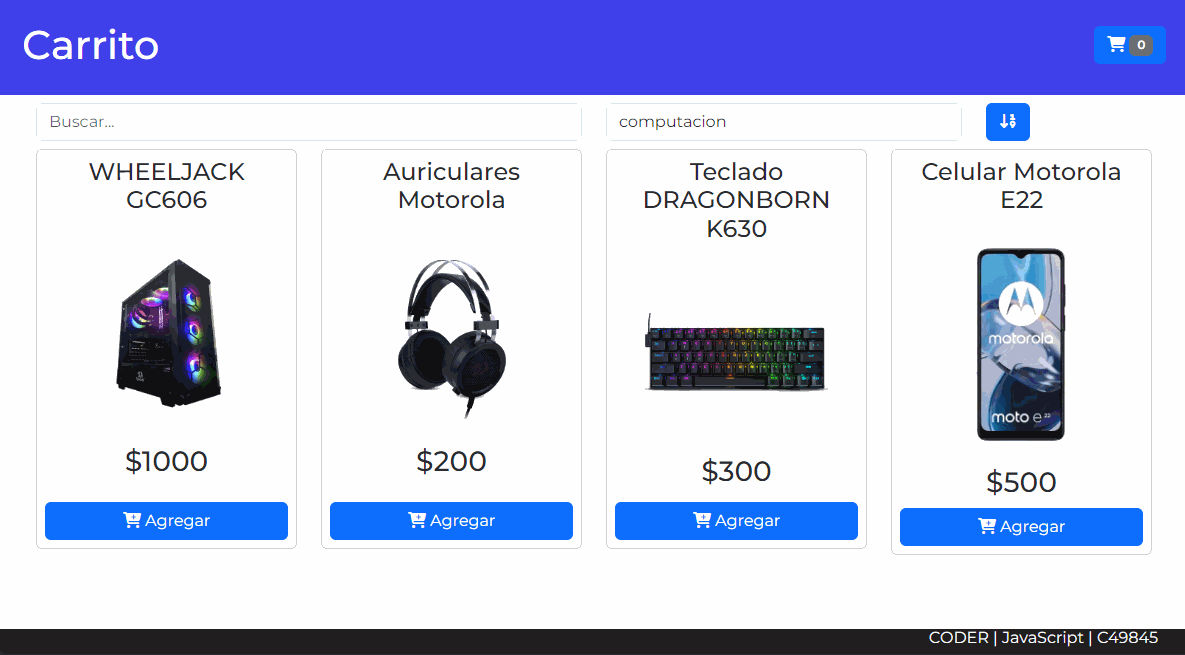 Carrito
0
Buscar...
computacion
WHEELJACK
GC606
$1000
Agregar
Auriculares
Motorola
$200
Agregar
Teclado
DRAGONBORN
K630
$300
Agregar
Celular Motorola
E22
motorola
moto e22
$500
Agregar
CODER | JavaScript | C49845